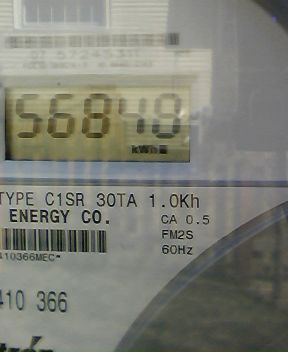 56848
kWh
TYPE C1SR 30TA 1.0Kh
ENERGY CO.
CA 0.5
FM2S
60Hz
410366MEC
410 366